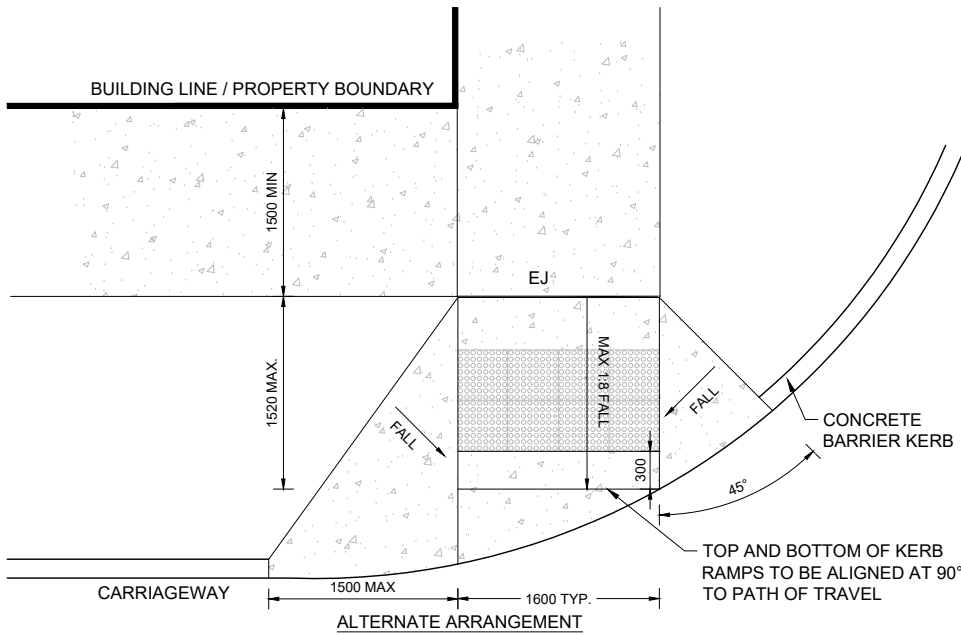 BUILDING LINE / PROPERTY BOUNDARY
1500 MIN
EJ
1520 MAX.
MAX 1:8 FALL
FALL
FALL
300
CONCRETE
BARRIER KERB
45°
TOP AND BOTTOM OF KERB
RAMPS TO BE ALIGNED AT 90°
TO PATH OF TRAVEL
CARRIAGEWAY
1500 MAX
1600 TYP.
ALTERNATE ARRANGEMENT